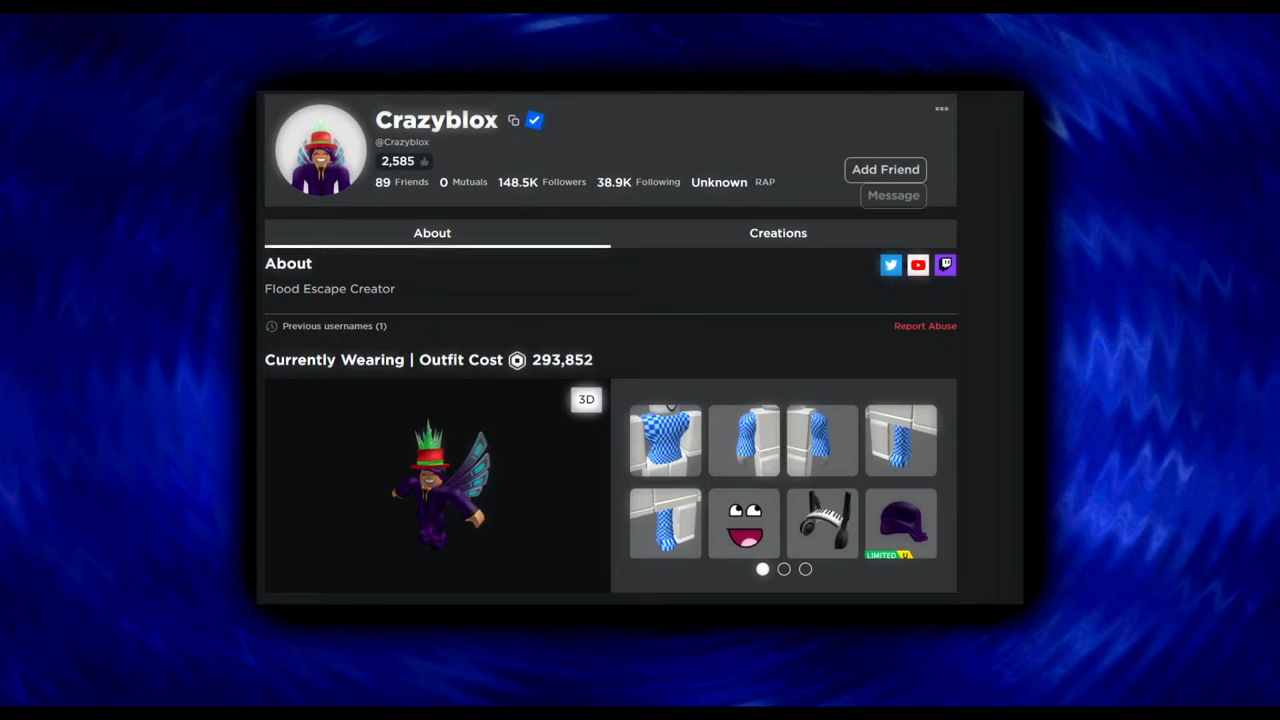 Crazyblox
@Crazyblox
2,585
89 Friends 0 Mutuals 148.5K Followers 38.9K Following Unknown RAP
Add Friend
Message
About
Creations
About
Flood Escape Creator
Previous usernames (1)
Report Abuse
Currently Wearing | Outfit Cost 293,852
3D
LIMITED U